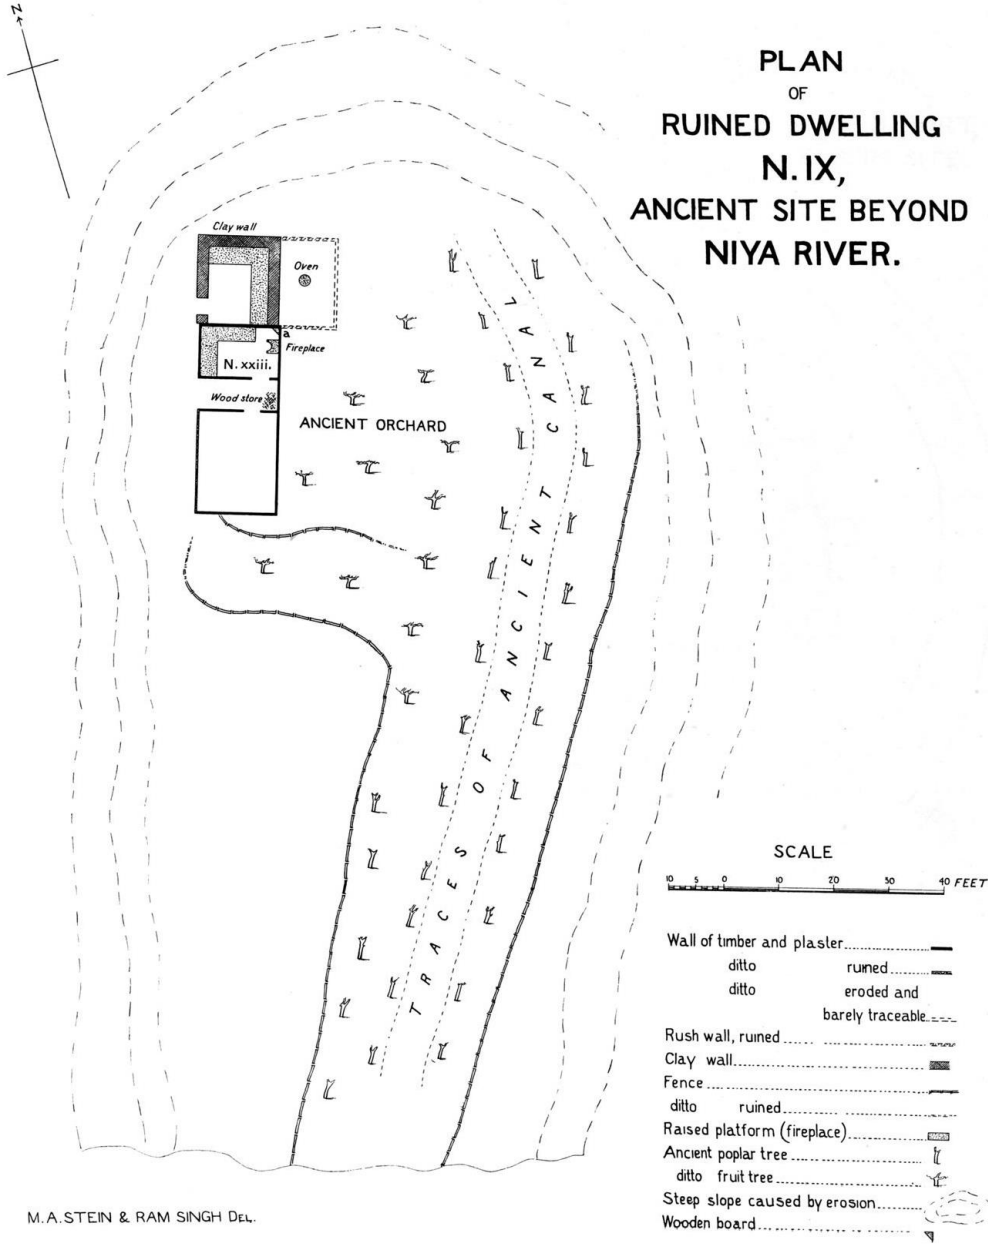 N
PLAN
OF
RUINED DWELLING
N. IX,
ANCIENT SITE BEYOND
NIYA RIVER.
Clay wall
Oven
a
Fireplace
N. xxiii.
Wood store
ANCIENT ORCHARD
TRACES OF ANCIENT CANAL
SCALE
10 5 0 10 20 30 40 FEET
Wall of timber and plaster
ditto ruined
ditto eroded and
barely traceable
Rush wall, ruined
Clay wall
Fence
ditto ruined
Raised platform (fireplace)
Ancient poplar tree
ditto fruit tree
Steep slope caused by erosion
Wooden board
M.A. STEIN & RAM SINGH DEL.